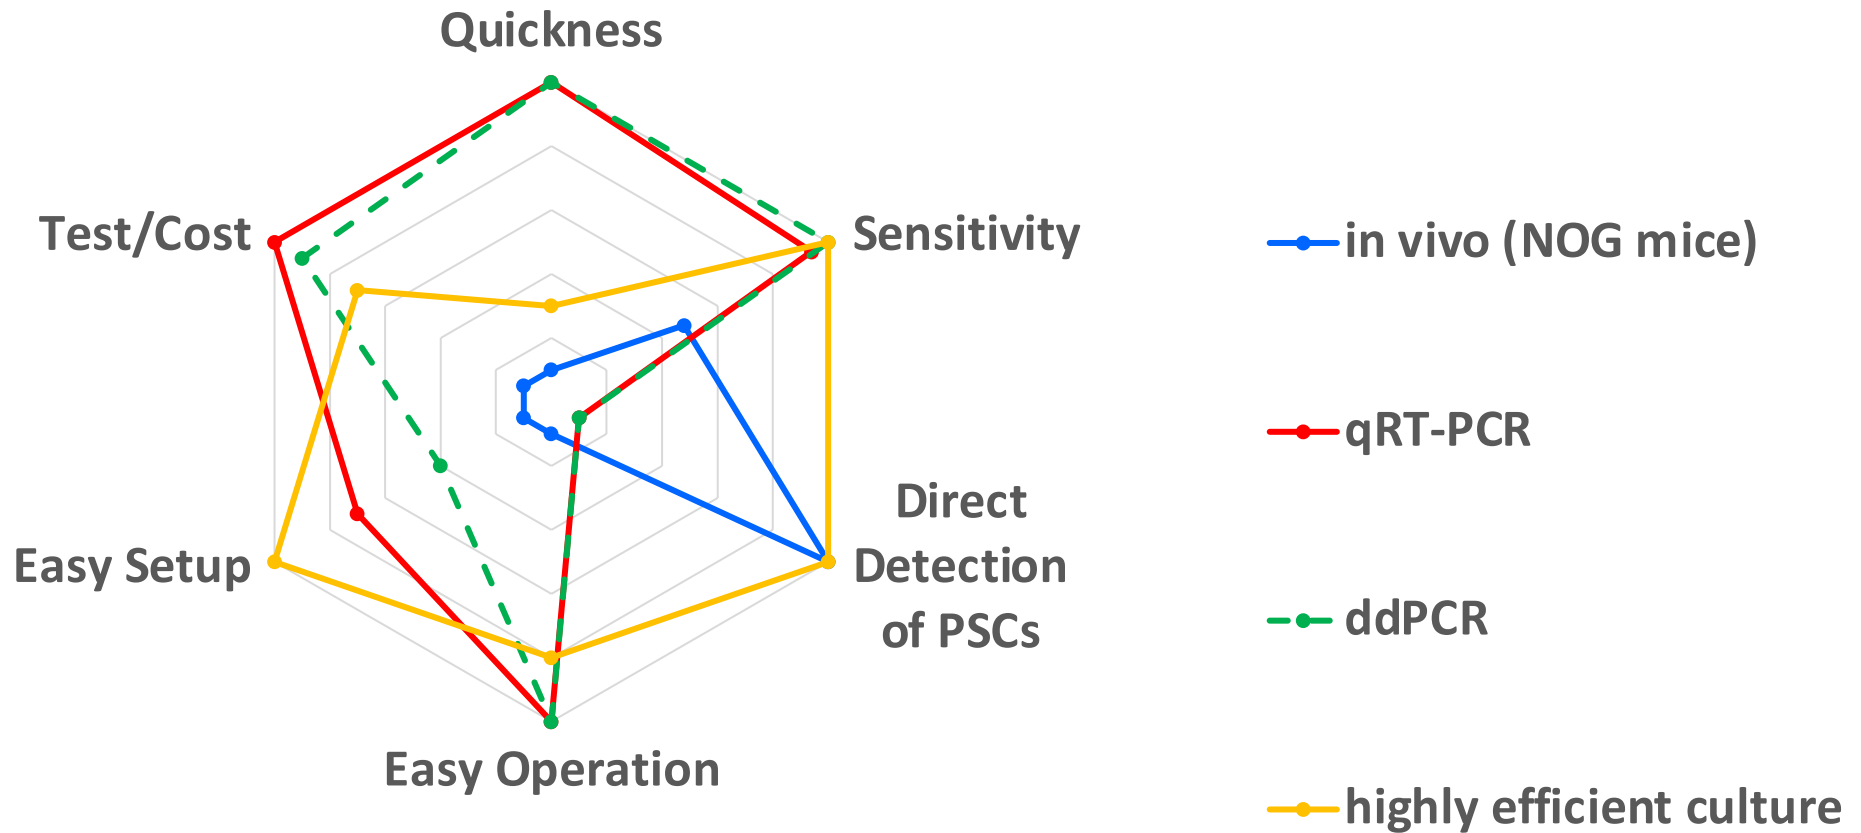 Quickness
Sensitivity
Direct
Detection
of PSCs
Easy Operation
Easy Setup
Test/Cost
in vivo (NOG mice)
qRT-PCR
ddPCR
highly efficient culture